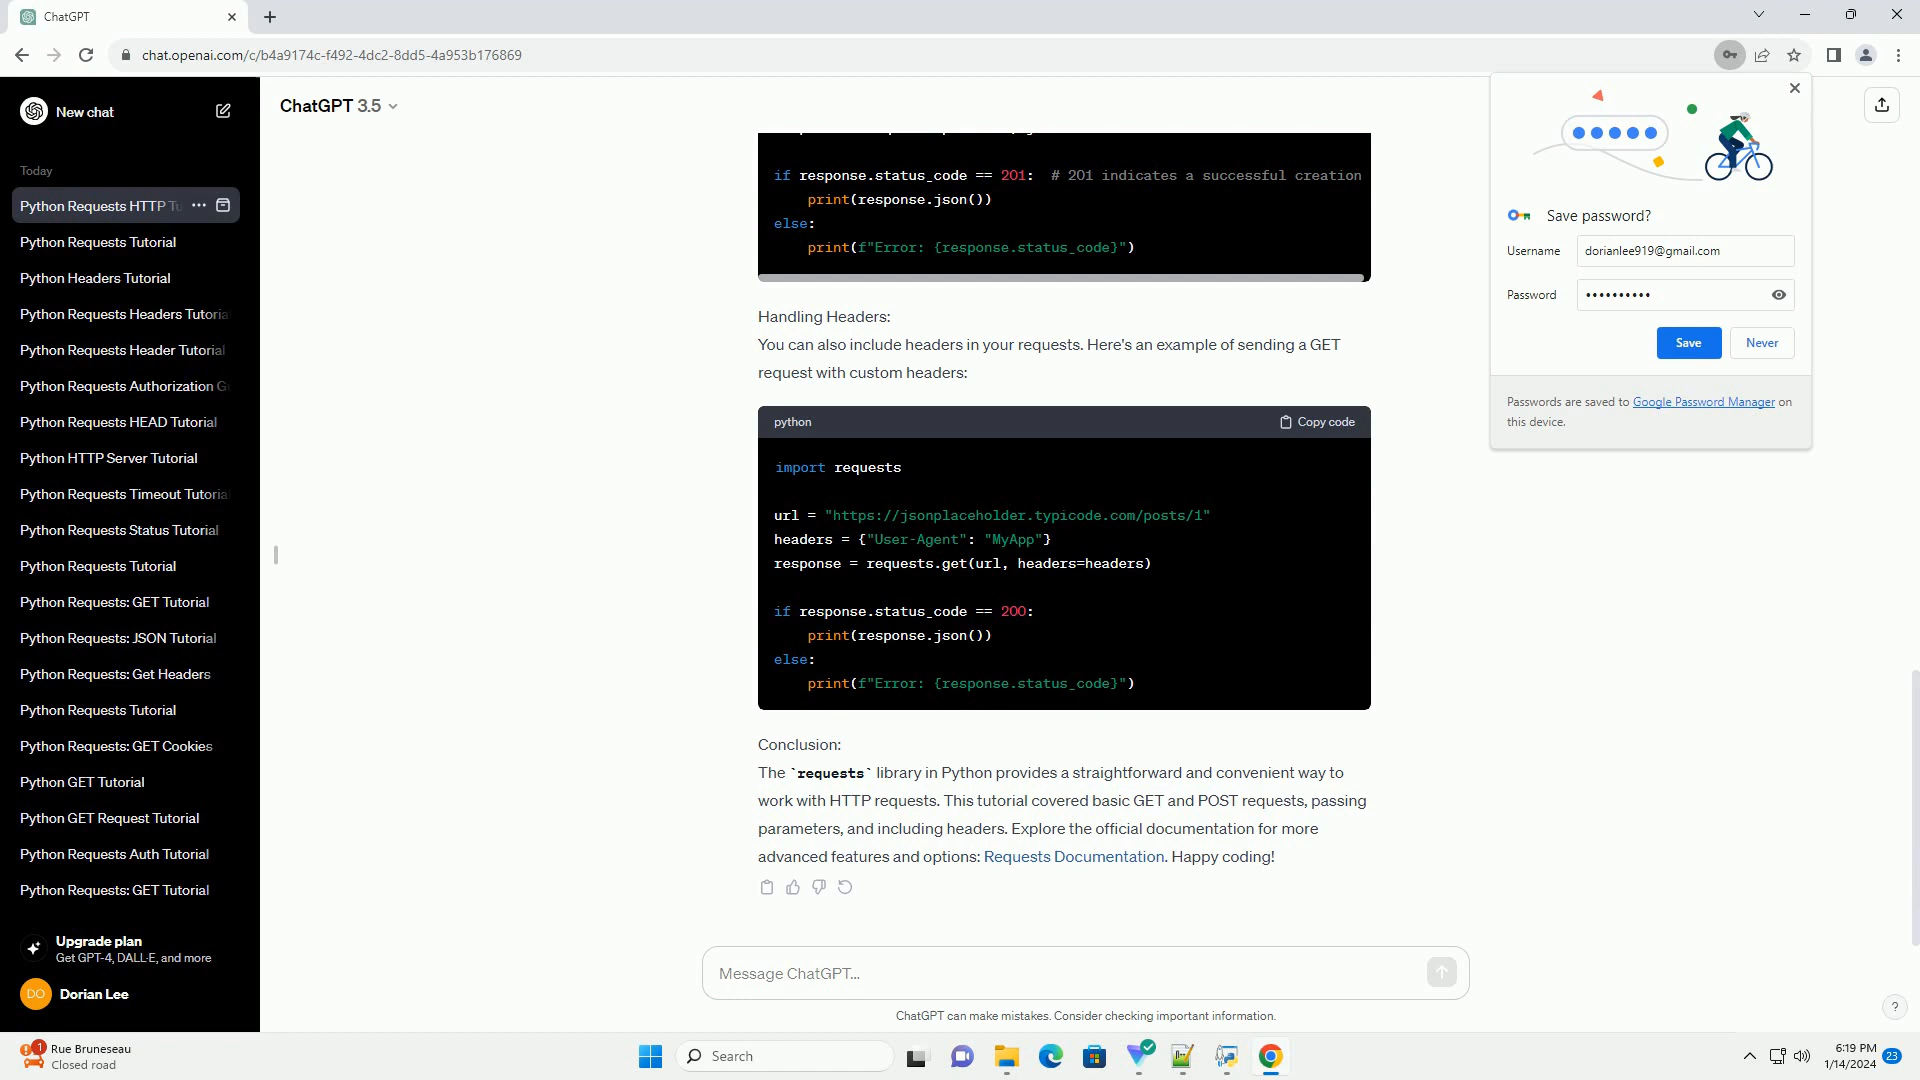 ChatGPT
chat.openai.com/c/b4a9174c-f492-4dc2-8dd5-4a953b176869
New chat
Today
Python Requests HTTP Tu
Python Requests Tutorial
Python Headers Tutorial
Python Requests Headers Tutoria
Python Requests Header Tutorial
Python Requests Authorization G
Python Requests HEAD Tutorial
Python HTTP Server Tutorial
Python Requests Timeout Tutoria
Python Requests Status Tutorial
Python Requests Tutorial
Python Requests: GET Tutorial
Python Requests: JSON Tutorial
Python Requests: Get Headers
Python Requests Tutorial
Python Requests: GET Cookies
Python GET Tutorial
Python GET Request Tutorial
Python Requests Auth Tutorial
Python Requests: GET Tutorial
Upgrade plan
Get GPT-4, DALL·E, and more
DO Dorian Lee
ChatGPT 3.5
if response.status_code == 201:  # 201 indicates a successful creation
    print(response.json())
else:
    print(f"Error: {response.status_code}")
Handling Headers:
You can also include headers in your requests. Here's an example of sending a GET
request with custom headers:
python Copy code
import requests
url = "https://jsonplaceholder.typicode.com/posts/1"
headers = {"User-Agent": "MyApp"}
response = requests.get(url, headers=headers)
if response.status_code == 200:
    print(response.json())
else:
    print(f"Error: {response.status_code}")
Conclusion:
The `requests` library in Python provides a straightforward and convenient way to
work with HTTP requests. This tutorial covered basic GET and POST requests, passing
parameters, and including headers. Explore the official documentation for more
advanced features and options: Requests Documentation. Happy coding!
Message ChatGPT...
ChatGPT can make mistakes. Consider checking important information.
?
Save password?
Username dorianlee919@gmail.com
Password ••••••••••
Save Never
Passwords are saved to Google Password Manager on
this device.
1 Rue Bruneseau
Closed road
Search
6:19 PM
1/14/2024 23